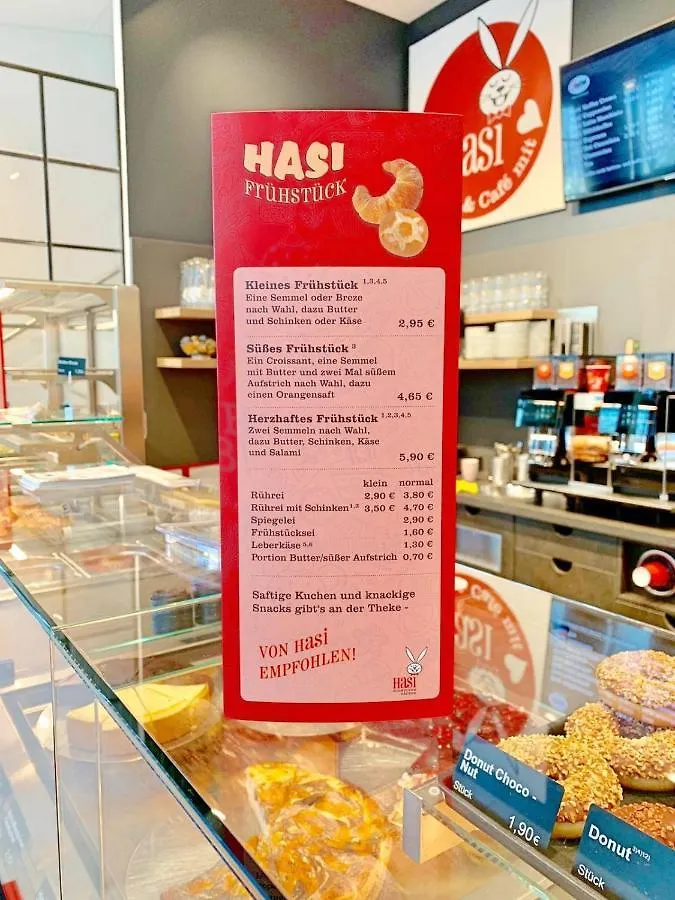 HASI
FRÜHSTÜCK
Kleines Frühstück 1,3,4,5
Eine Semmel oder Breze
nach Wahl, dazu Butter
und Schinken oder Käse 2,95 €
Süßes Frühstück 3
Ein Croissant, eine Semmel
mit Butter und zwei Mal süßem
Aufstrich nach Wahl, dazu
einen Orangensaft 4,65 €
Herzhaftes Frühstück 1,2,3,4,5
Zwei Semmeln nach Wahl,
dazu Butter, Schinken, Käse
und Salami 5,90 €
klein normal
Rührei 2,90 € 3,80 €
Rührei mit Schinken 3,50 € 4,70 €
Spiegelei 2,90 €
Frühstücksei 1,60 €
Leberkäse 1,30 €
Portion Butter/süßer Aufstrich 0,70 €
Saftige Kuchen und knackige
Snacks gibt's an der Theke -
VON HASI
EMPFOHLEN!
HASI
asi
& Café mit
Donut Choco -
Nut
Stück
1,90€
Donut
Stück